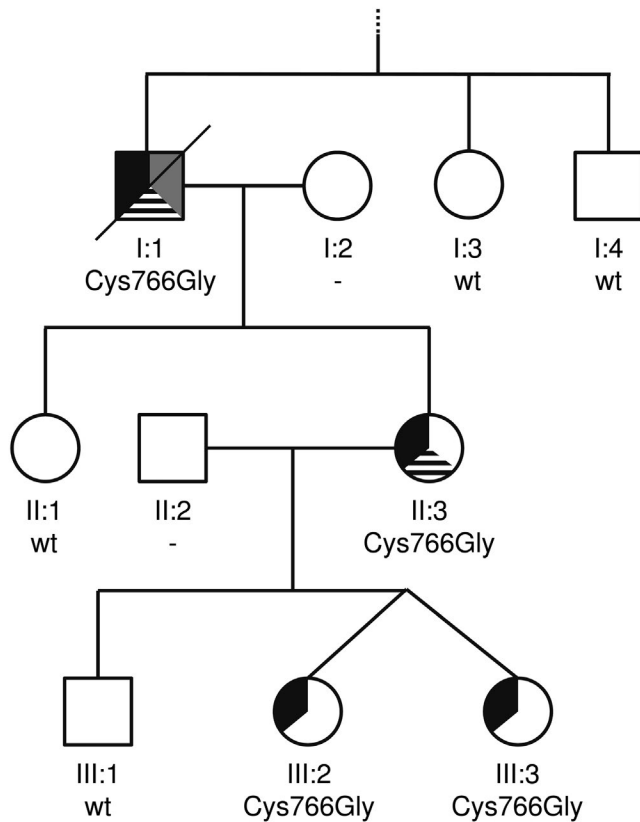 I:1 I:2 I:3 I:4
Cys766Gly - wt wt
II:1 II:2 II:3
wt - Cys766Gly
III:1 III:2 III:3
wt Cys766Gly Cys766Gly